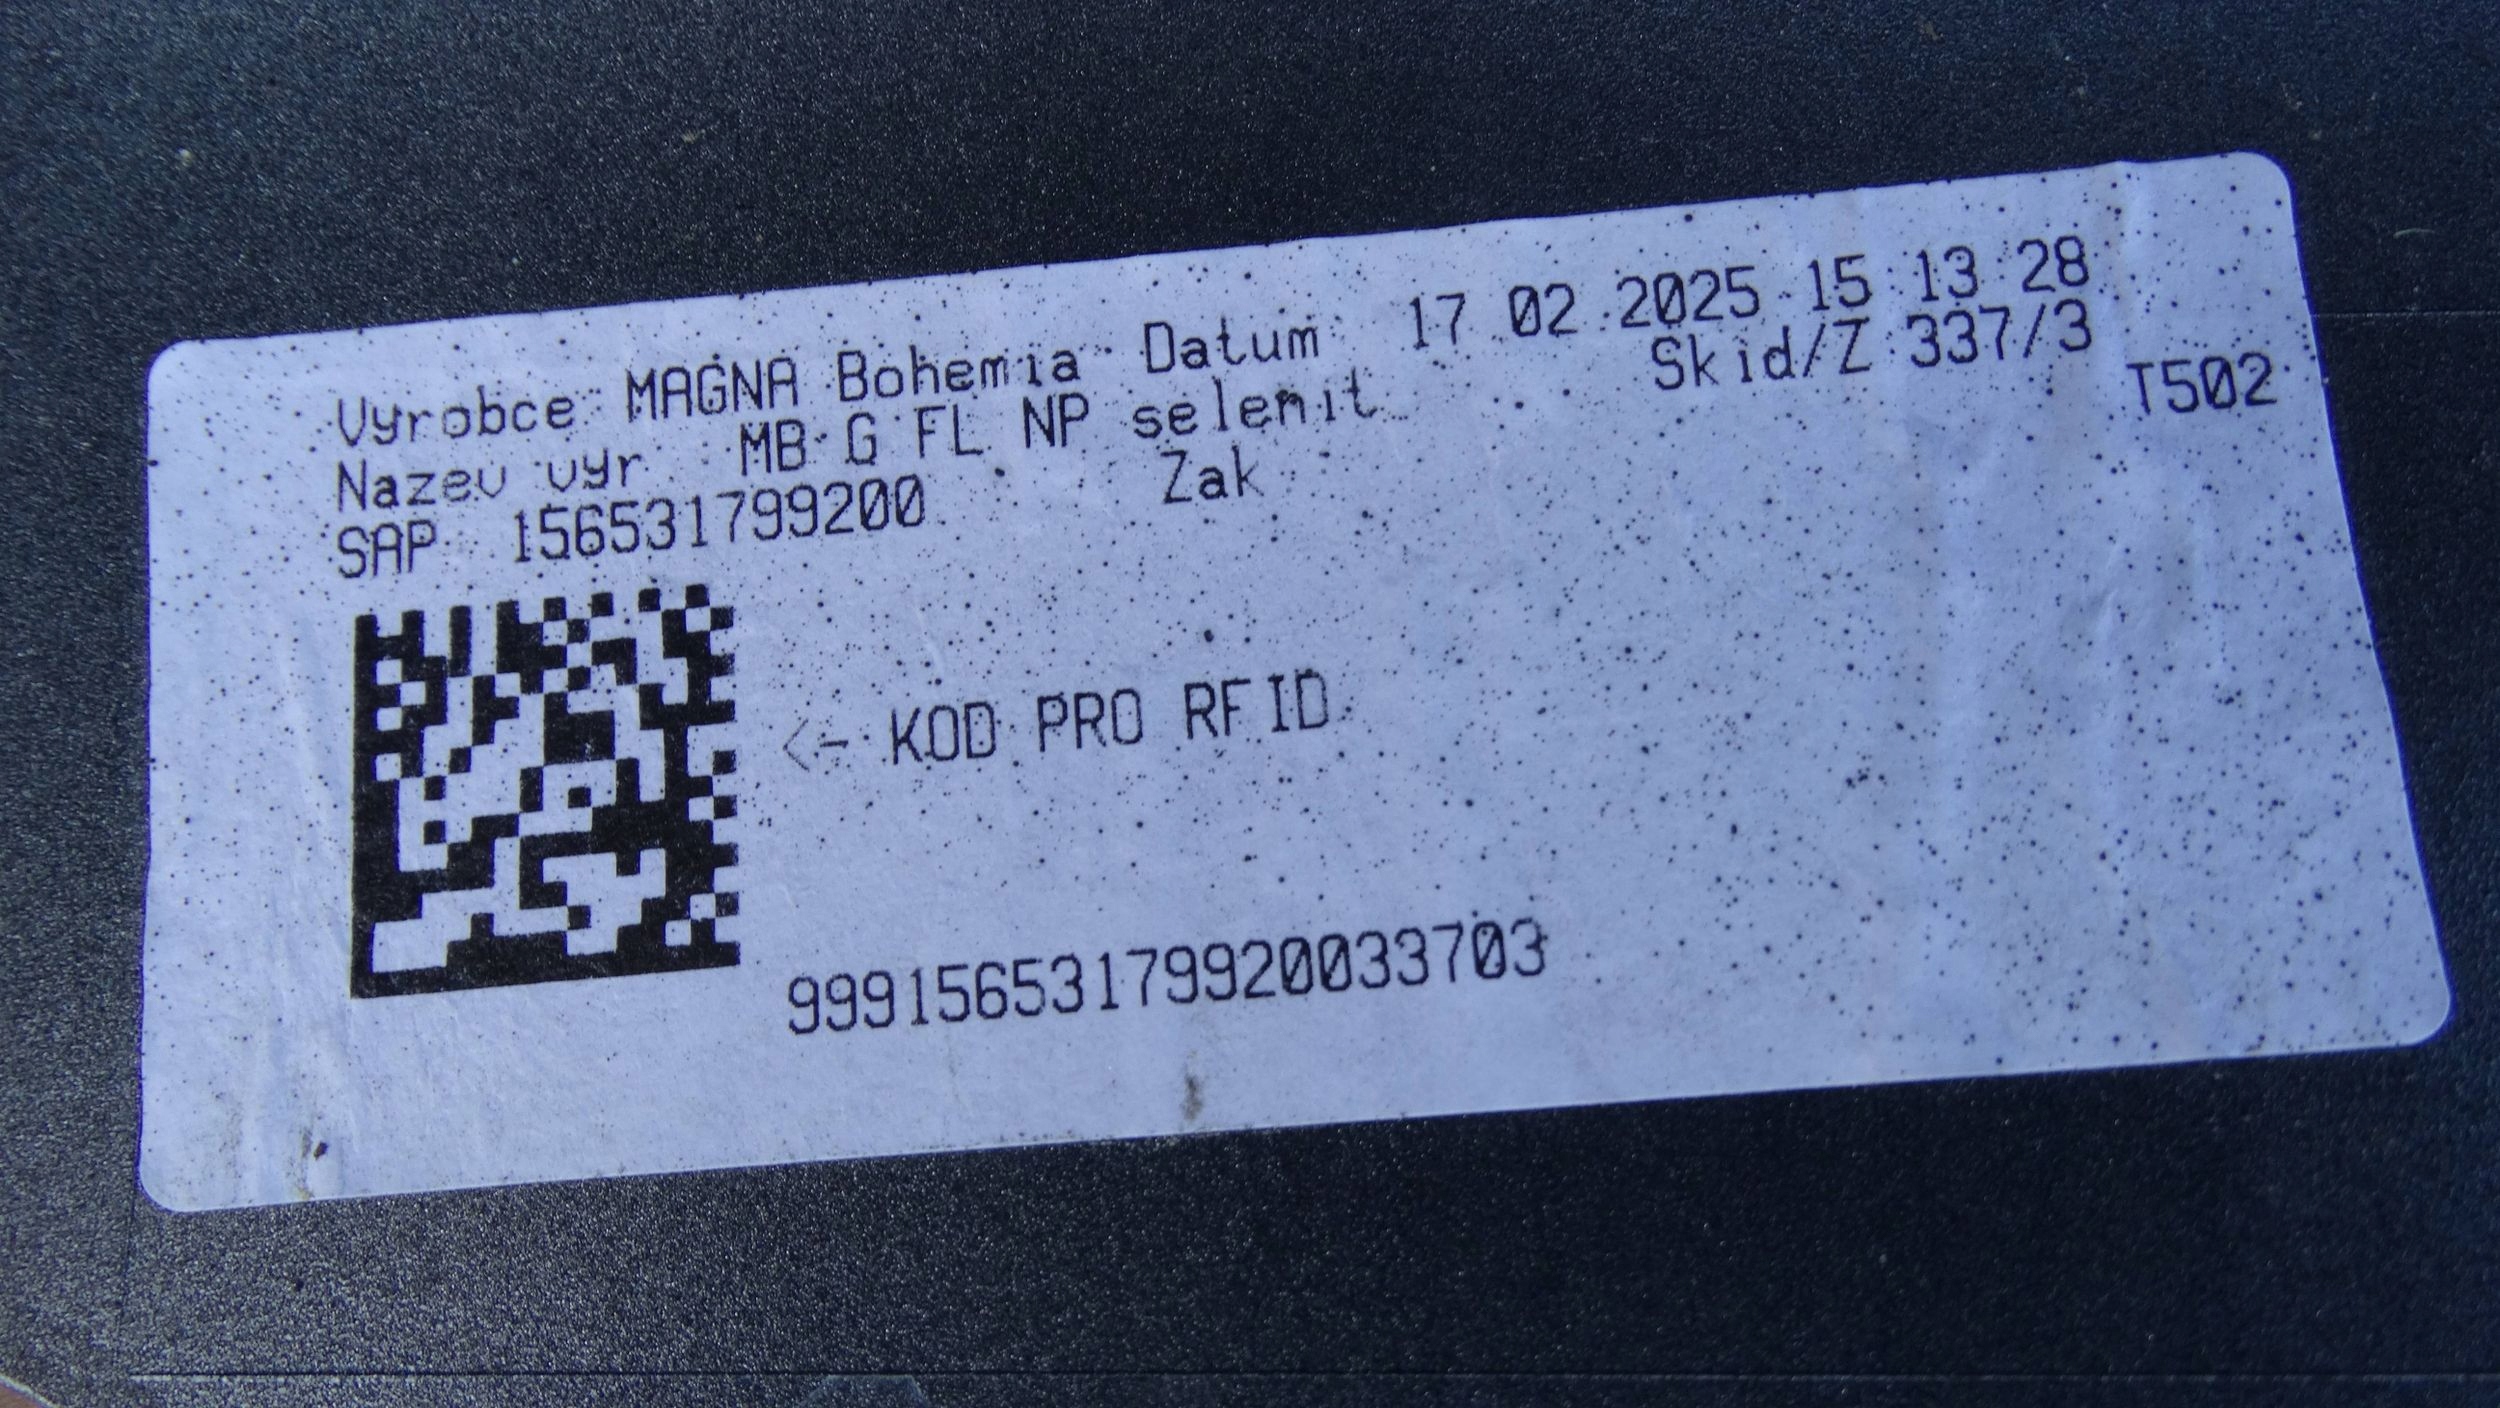 Vyrobce: MAGNA Bohemia Datum: 17.02.2025 15:13:28
Nazev vyr.: MB G FL NP selenit Skid/Z:337/3
SAP: 156531799200 Zak T502
<- KOD PRO RFID
99915653179920033703